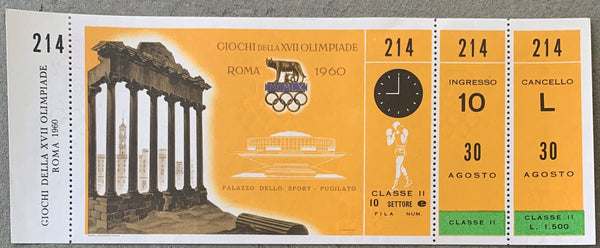 214
GIOCHI DELLA XVII OLIMPIADE
ROMA 1960
GIOCHI DELLA XVII OLIMPIADE
ROMA 1960
MCMLX
PALAZZO DELLO SPORT - PUGILATO
214
CLASSE II
10 SETTORE e
FILA NUM.
214
INGRESSO
10
30
AGOSTO
CLASSE II
214
CANCELLO
L
30
AGOSTO
CLASSE II
L. 1.500